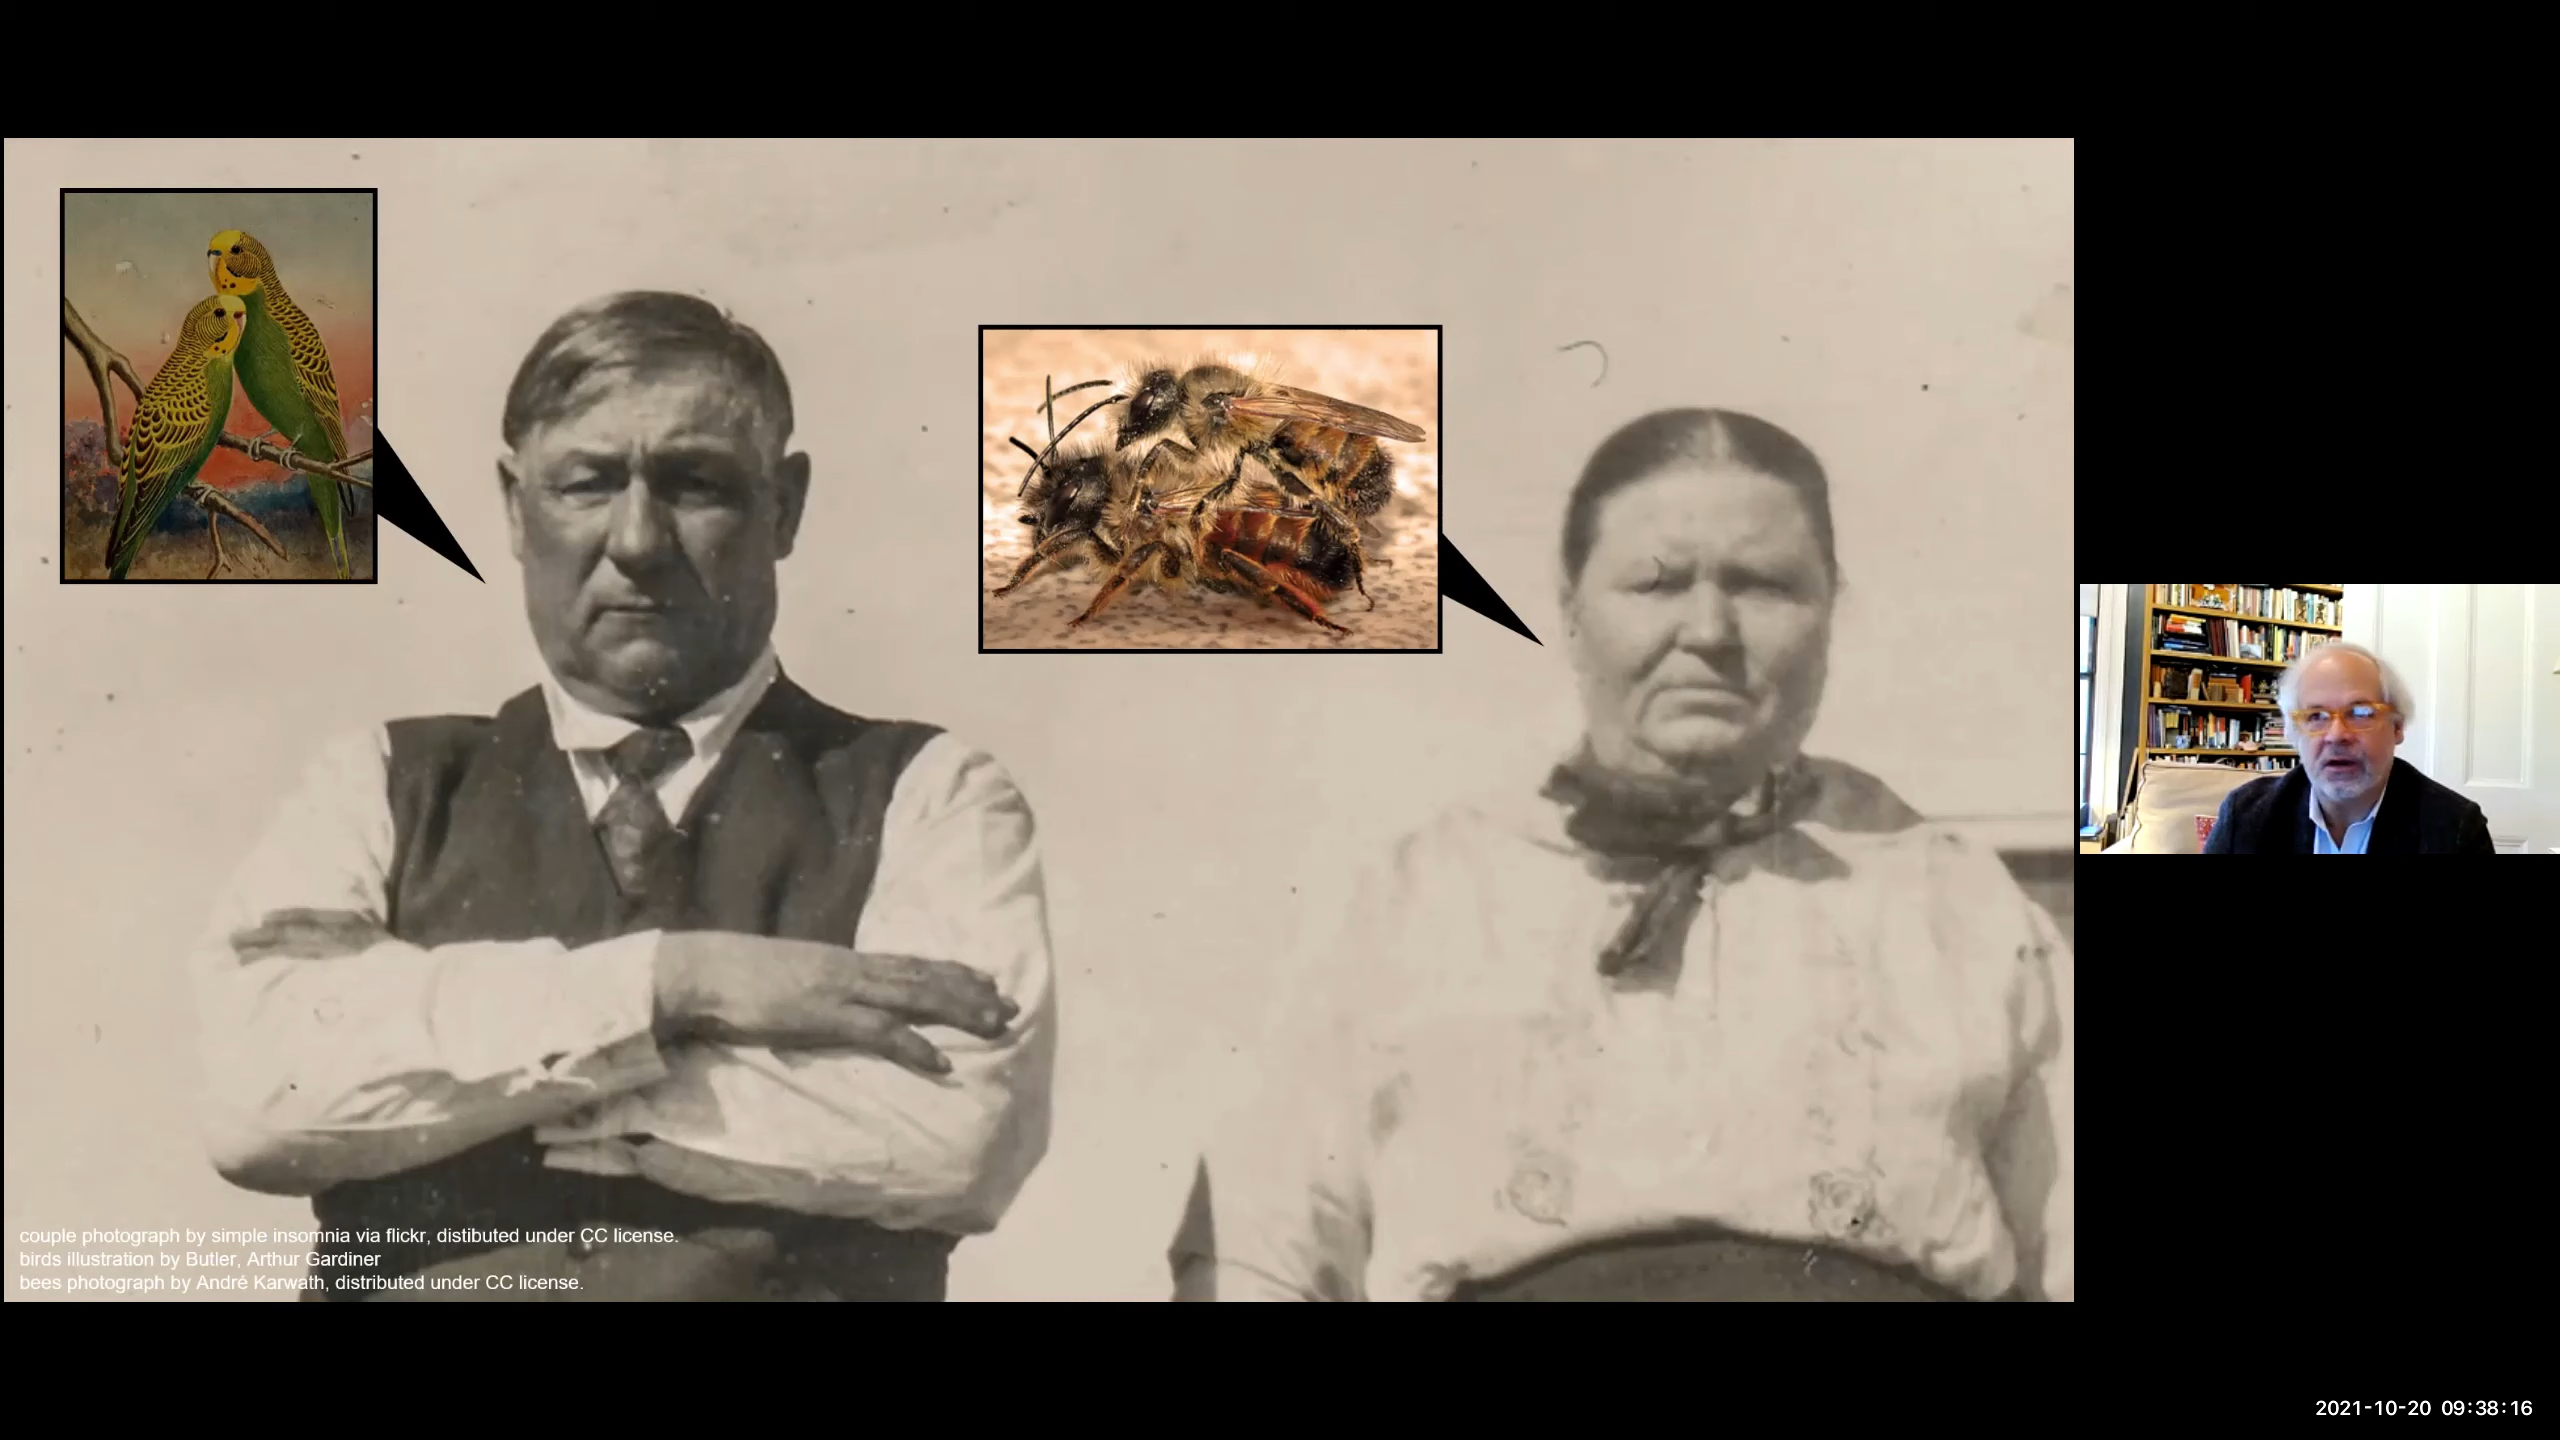 couple photograph by simple insomnia via flickr, distibuted under CC license.
birds illustration by Butler, Arthur Gardiner
bees photograph by André Karwath, distributed under CC license.
2021-10-20 09:38:16